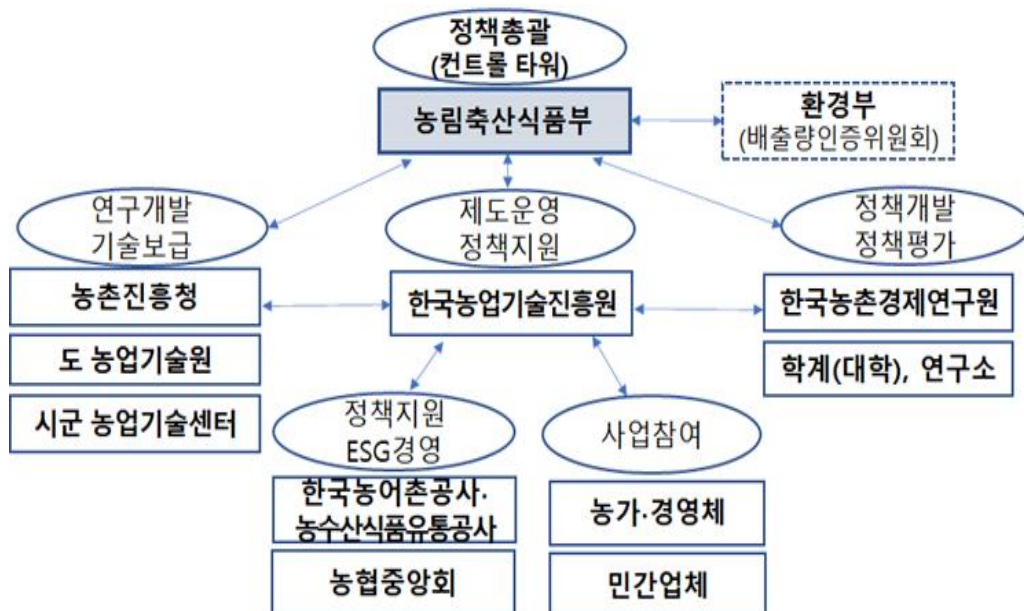 정책총괄
(컨트롤 타워)
농림축산식품부
환경부
(배출량인증위원회)
연구개발
기술보급
제도운영
정책지원
정책개발
정책평가
농촌진흥청
한국농업기술진흥원
한국농촌경제연구원
도 농업기술원
학계(대학), 연구소
시군 농업기술센터
정책지원
ESG경영
사업참여
한국농어촌공사·
농수산식품유통공사
농가·경영체
농협중앙회
민간업체